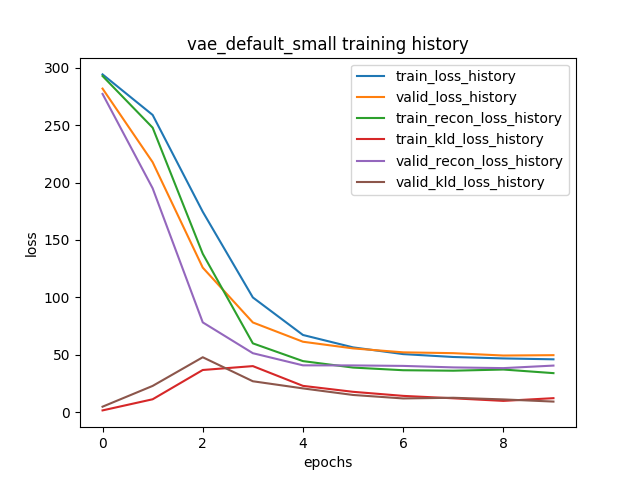 vae_default_small training history
300
250
200
150
100
50
0
loss
train_loss_history
valid_loss_history
train_recon_loss_history
train_kld_loss_history
valid_recon_loss_history
valid_kld_loss_history
0 2 4 6 8
epochs